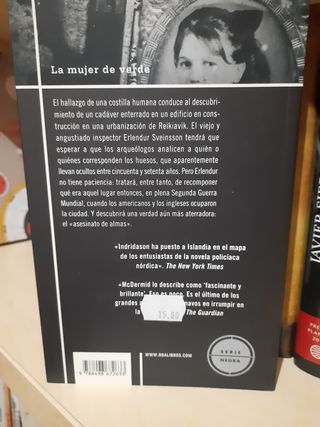 La mujer de verde
El hallazgo de una costilla humana conduce al descubri-
miento de un cadáver enterrado en un edificio en cons-
trucción en una urbanización de Reikiavik. El viejo y
angustiado inspector Erlendur Sveinsson tendrá que
esperar a que los arqueólogos analicen a quién o
quiénes corresponden los huesos, que aparentemente
llevan ocultos entre cincuenta y setenta años. Pero Erlendur
no tiene paciencia: tratará, entre tanto, de recomponer
qué era aquel lugar entonces, en plena Segunda Guerra
Mundial, cuando los americanos y los ingleses ocuparon
la ciudad. Y descubrirá una verdad aún más aterradora:
el «asesinato de almas».
«Indridason ha puesto a Islandia en el mapa
de los entusiastas de la novela policíaca
nórdica». The New York Times
«McDermid lo describe como 'fascinante y
brillante'. Eso es poco. Es el último de los
grandes navos en irrumpir en
la The Guardian
15,00
WWW.RBALIBROS.COM
SERIE
NEGRA
JAVIER